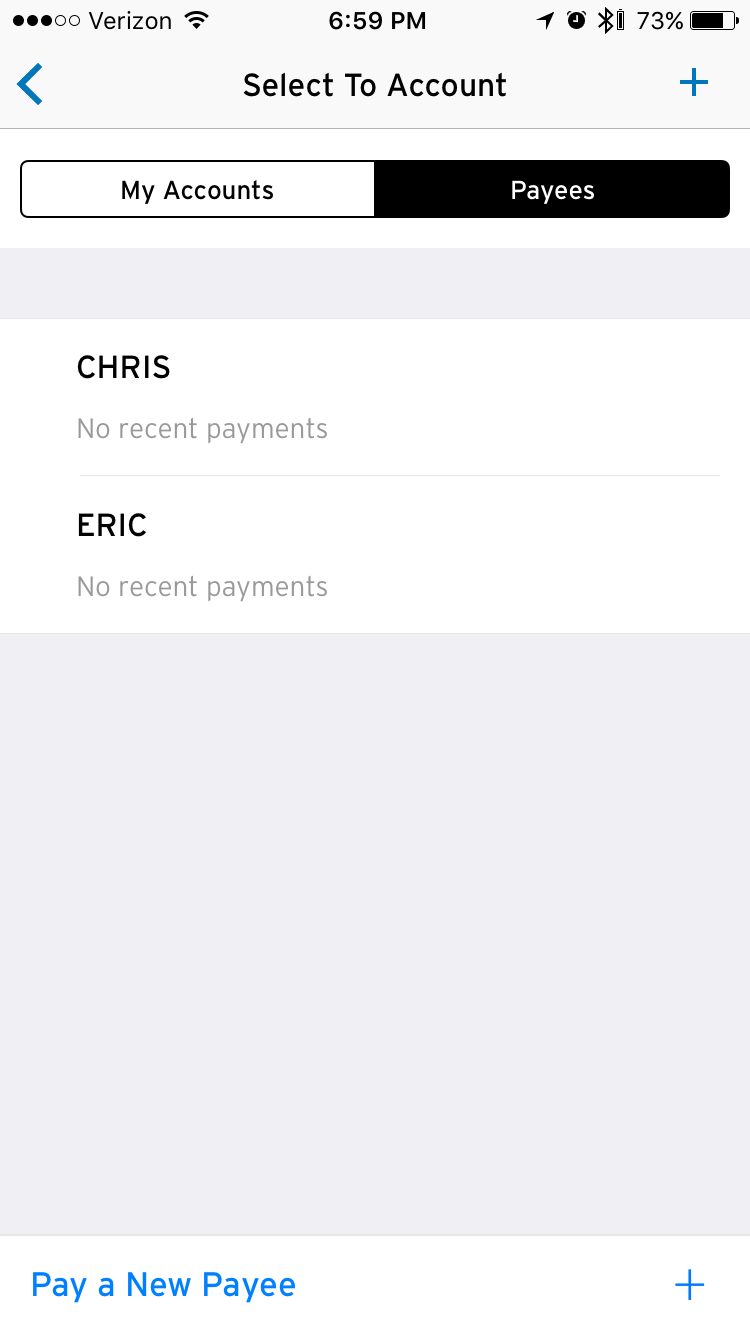 Verizon 6:59 PM 73%
Select To Account
My Accounts Payees
CHRIS
No recent payments
ERIC
No recent payments
Pay a New Payee